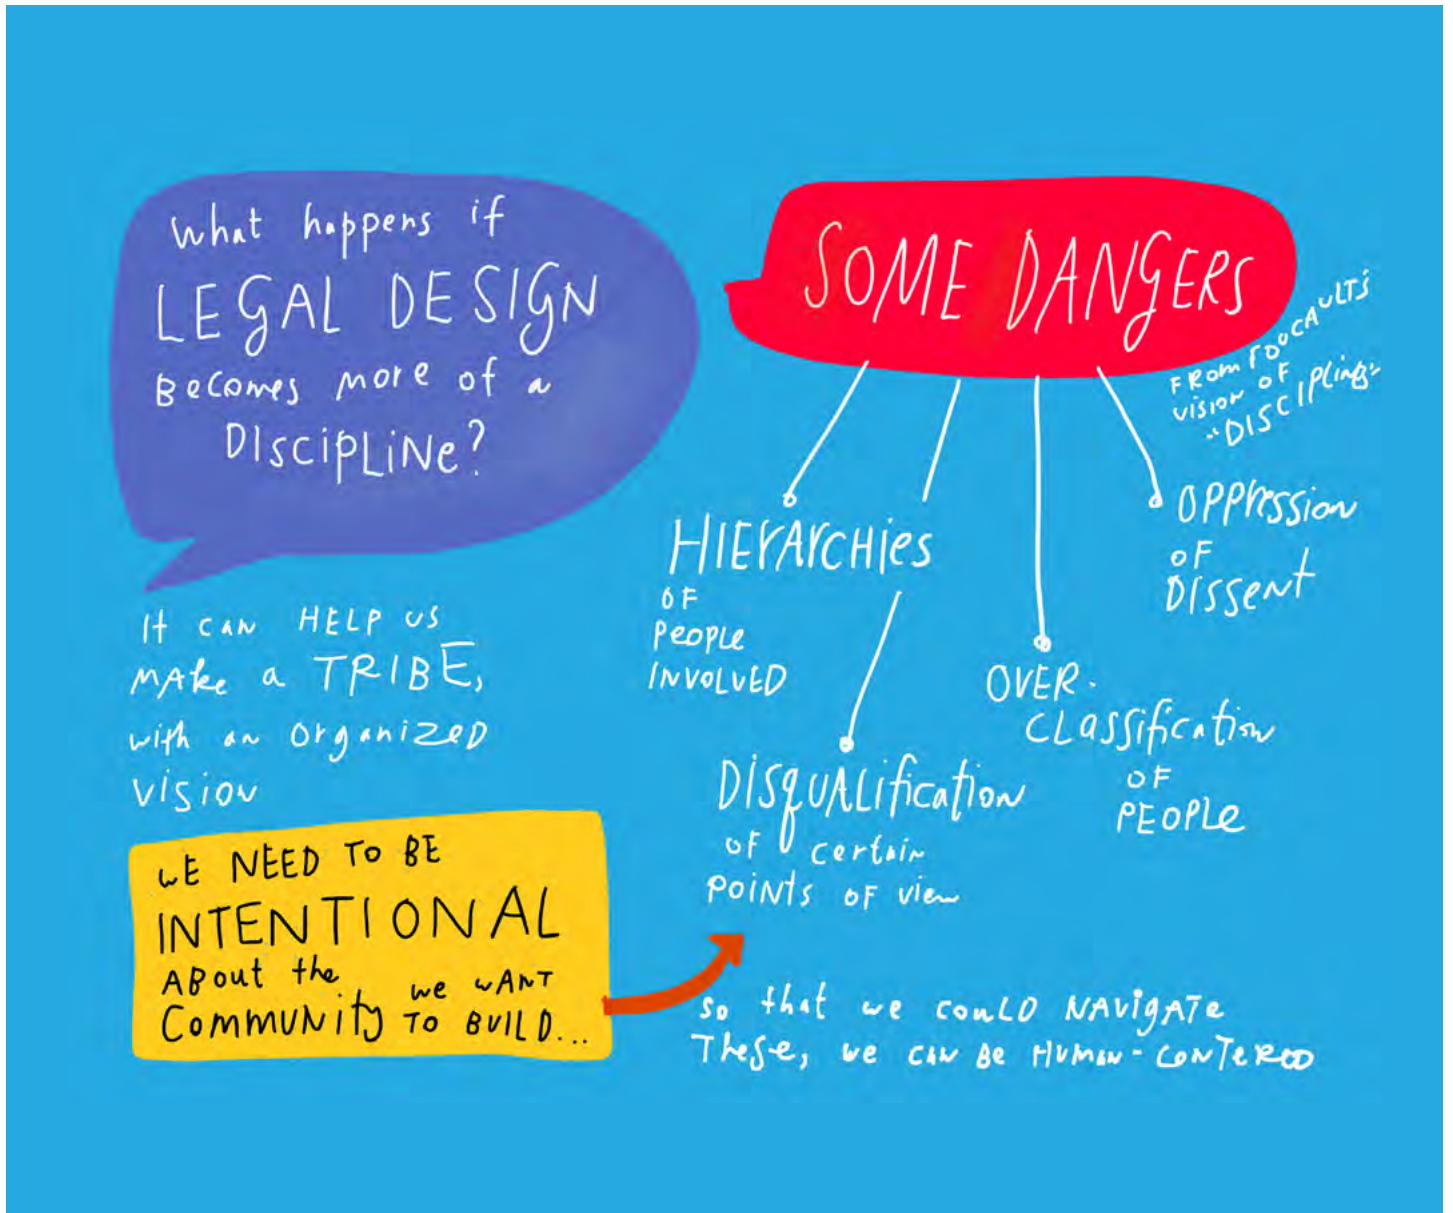 What happens if
LEGAL DESIGN
Becomes more of a
DISCIPLINE?
It can HELP us
make a TRIBE,
with an organized
vision
WE NEED TO BE
INTENTIONAL
About the
Community we want
TO BUILD...
SOME DANGERS
FROM FOUCAULTS
VISION OF
"DISCIPLINES"
HIERARCHies
OF
PEOPLE
INVOLVED
DISqUALification
OF certain
POINTS OF view
OVER-
CLASSification
OF
PEOPLE
OPPRession
OF
DISSENT
so that we could NAVIGATE
These, we can be HUMAN-CENTERED